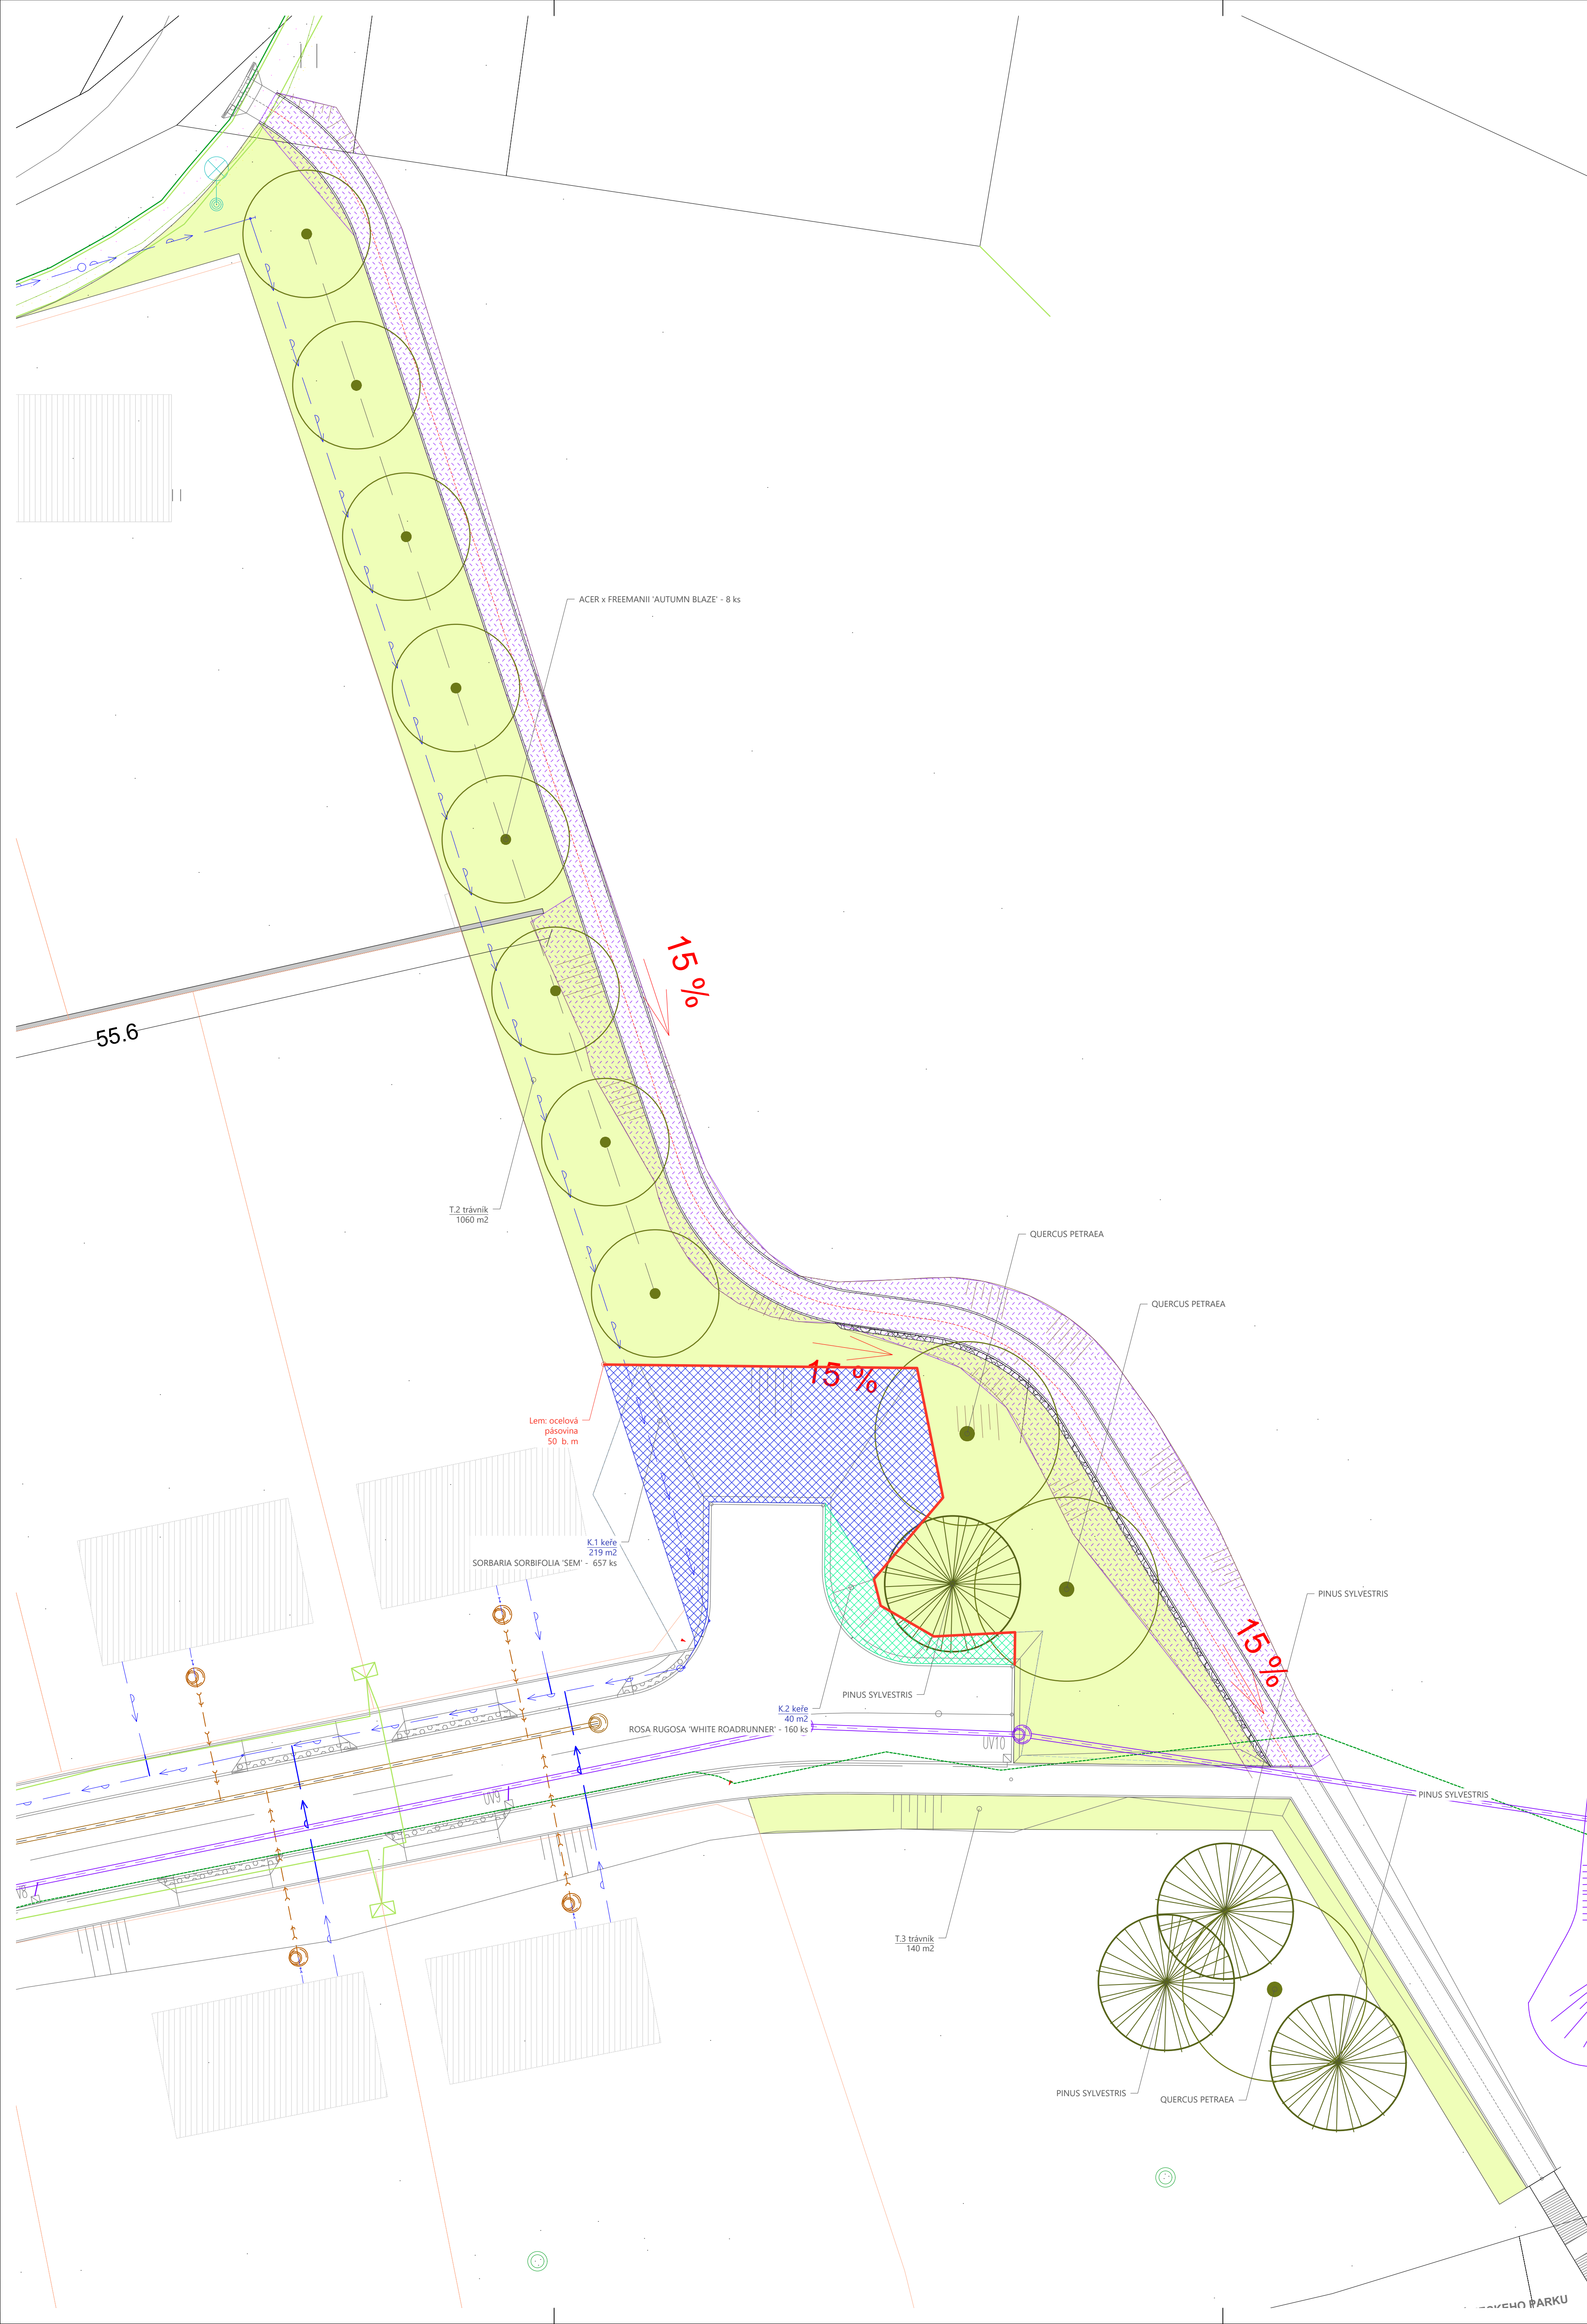 ACER x FREEMANII 'AUTUMN BLAZE' - 8 ks
15 %
55.6
T.2 trávník
1060 m2
QUERCUS PETRAEA
QUERCUS PETRAEA
15 %
Lem: ocelová
pásovina
50 b. m
K.1 keře
219 m2
SORBARIA SORBIFOLIA 'SEM' - 657 ks
PINUS SYLVESTRIS
15 %
PINUS SYLVESTRIS
K.2 keře
40 m2
ROSA RUGOSA 'WHITE ROADRUNNER' - 160 ks
UV10
UV9
PINUS SYLVESTRIS
T.3 trávník
140 m2
PINUS SYLVESTRIS
QUERCUS PETRAEA
PARKU